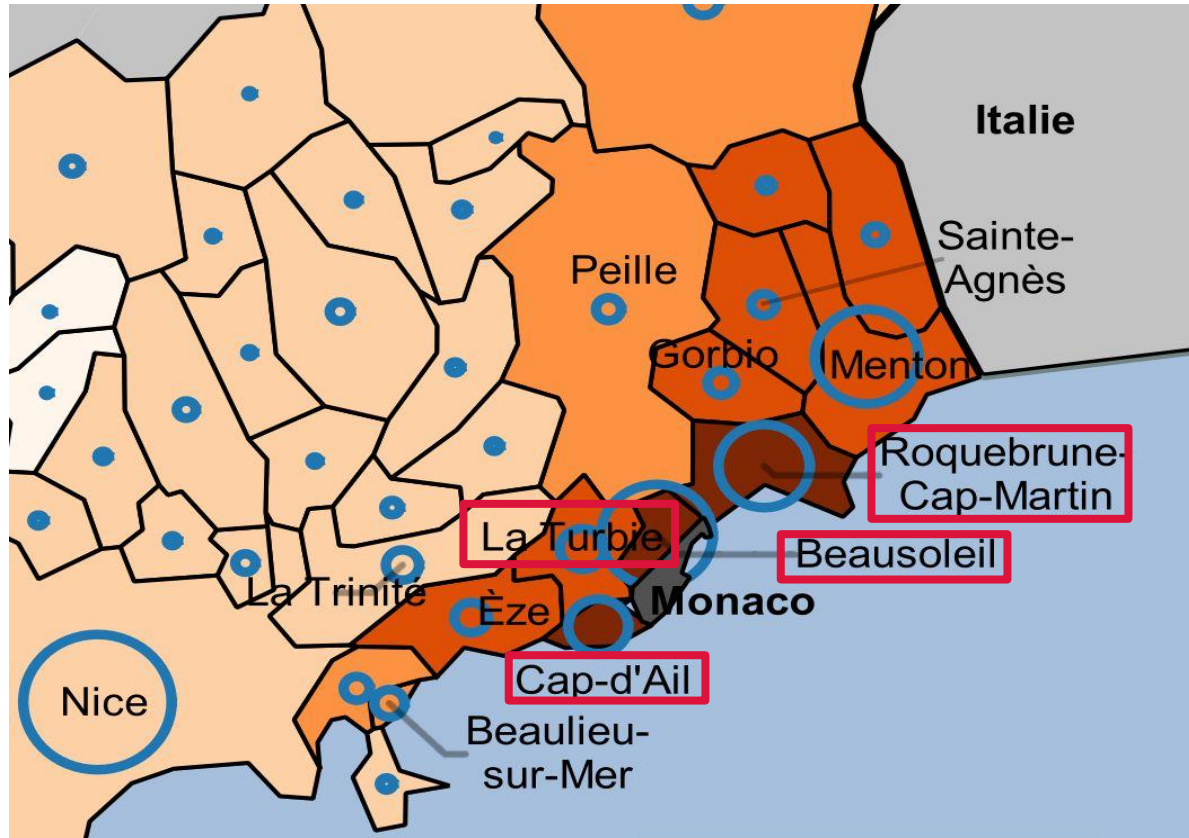 Italie
Sainte-
Agnès
Peille
Gorbio
Menton
Roquebrune-
Cap-Martin
La Turbie
Beausoleil
La Trinité
Èze
Monaco
Cap-d'Ail
Nice
Beaulieu-
sur-Mer